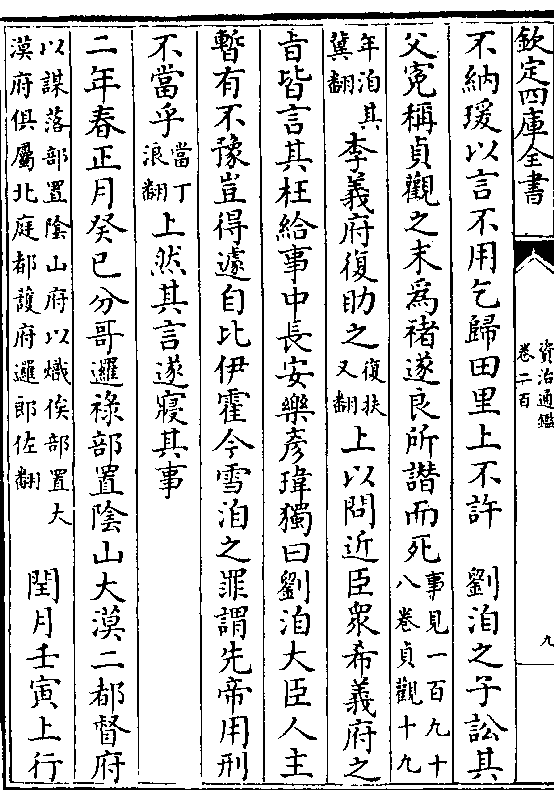 欽定四庫全書
資治通鑑
卷二百
九
不納瑗以言不用乞歸田里上不許　劉洎之子訟其
父寃稱貞觀之末爲褚遂良所譖而死事見一百九十
八卷貞觀十九
年洎其
冀翻李義府復助之復扶
又翻上以問近臣衆希義府之
㫖皆言其枉給事中長安樂彦瑋獨曰劉洎大臣人主
暫有不豫豈得遽自比伊霍今雪洎之罪謂先帝用刑
不當乎當丁
浪翻上然其言遂寢其事
二年春正月癸巳分哥邏禄部置隂山大漠二都督府
以謀落部置隂山府以熾俟部置大
漠府俱屬北庭都護府邏郎佐翻　閏月壬寅上行